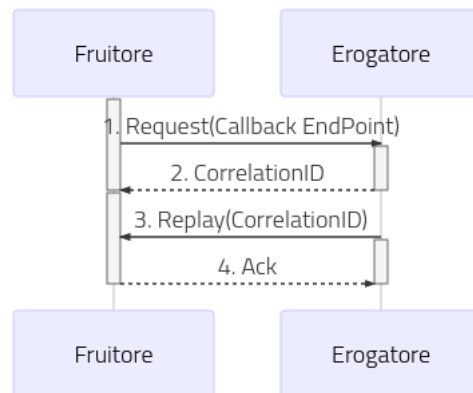 Fruitore
Erogatore
1. Request(Callback EndPoint)
2. CorrelationID
3. Replay(CorrelationID)
4. Ack
Fruitore
Erogatore